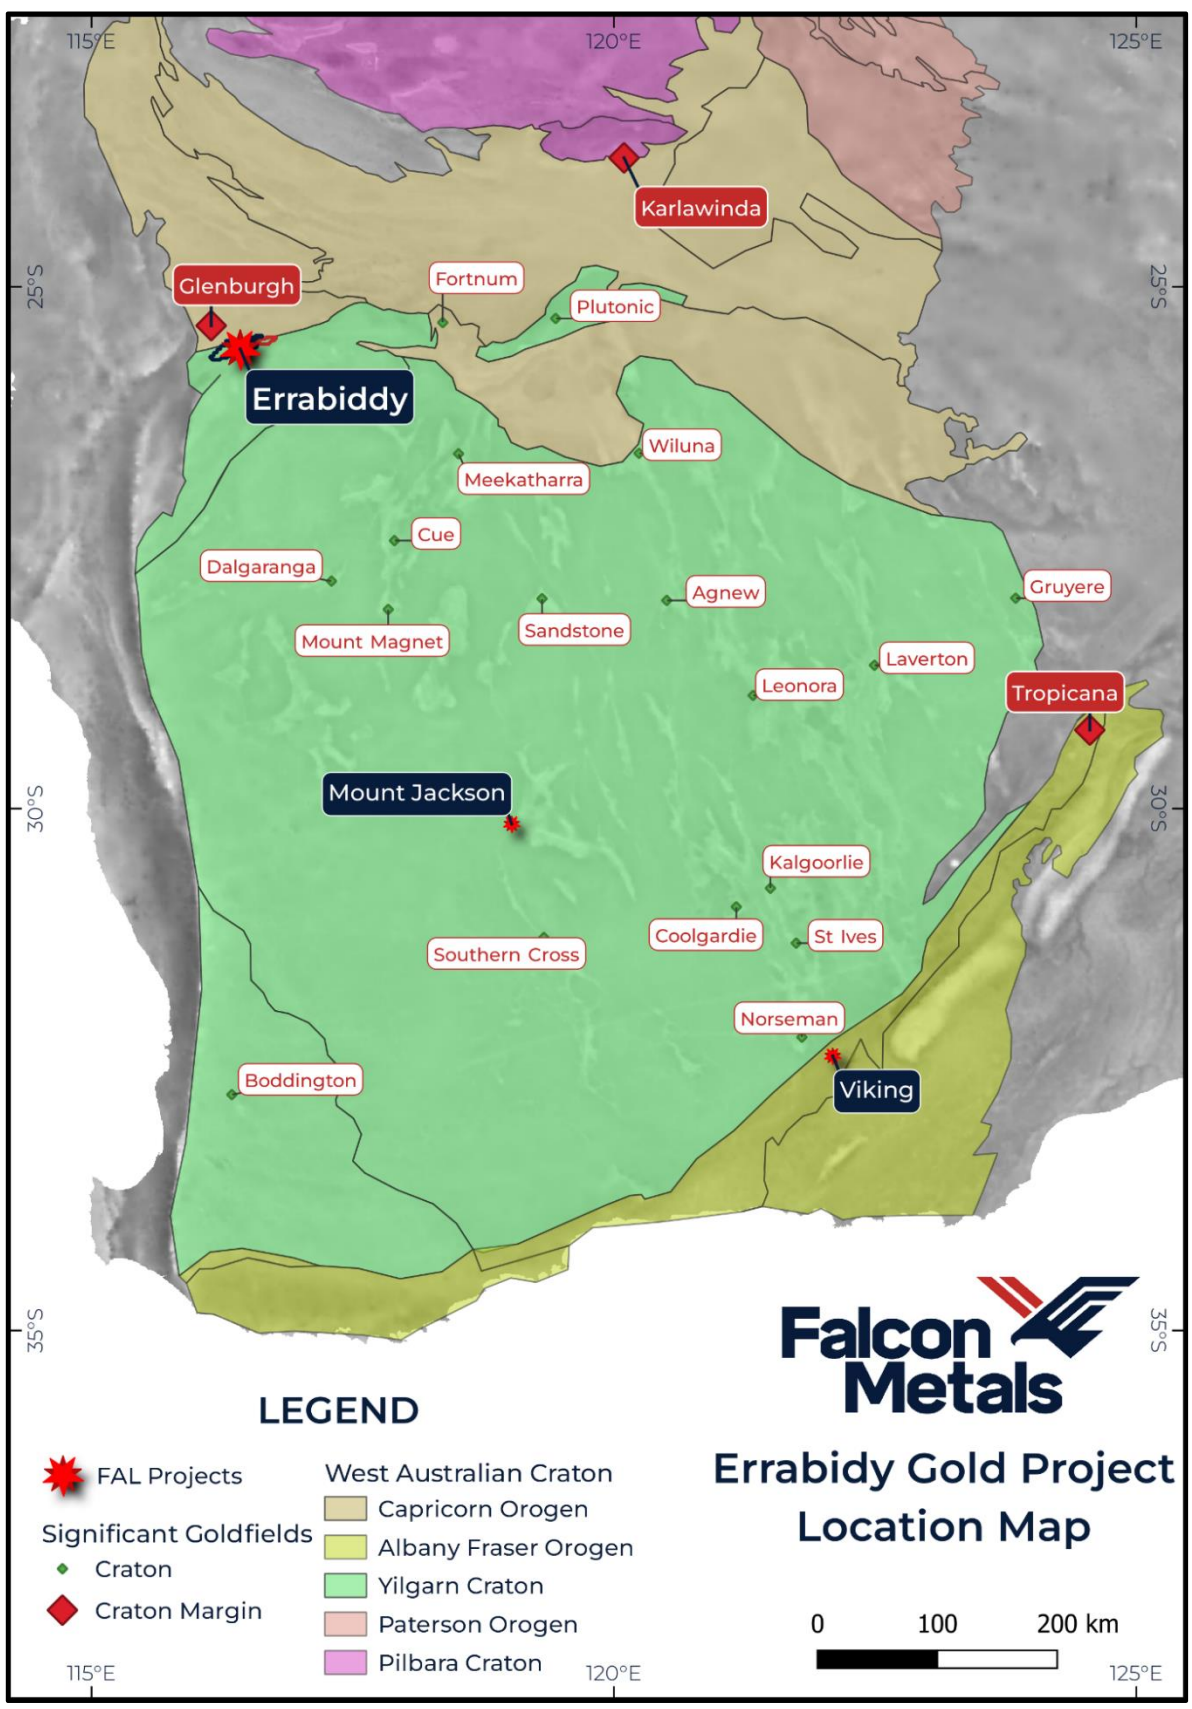 115°E
120°E
125°E
Karlawinda
25°S
25°S
Glenburgh
Fortnum
Plutonic
Errabiddy
Wiluna
Meekatharra
Cue
Dalgaranga
Gruyere
Agnew
Sandstone
Mount Magnet
Laverton
Leonora
Tropicana
Mount Jackson
30°S
30°S
Kalgoorlie
Coolgardie
St Ives
Southern Cross
Norseman
Boddington
Viking
35°S
35°S
Falcon
Metals
Errabidy Gold Project
Location Map
LEGEND
FAL Projects
Significant Goldfields
Craton
Craton Margin
West Australian Craton
Capricorn Orogen
Albany Fraser Orogen
Yilgarn Craton
Paterson Orogen
Pilbara Craton
0 100 200 km
115°E
120°E
125°E